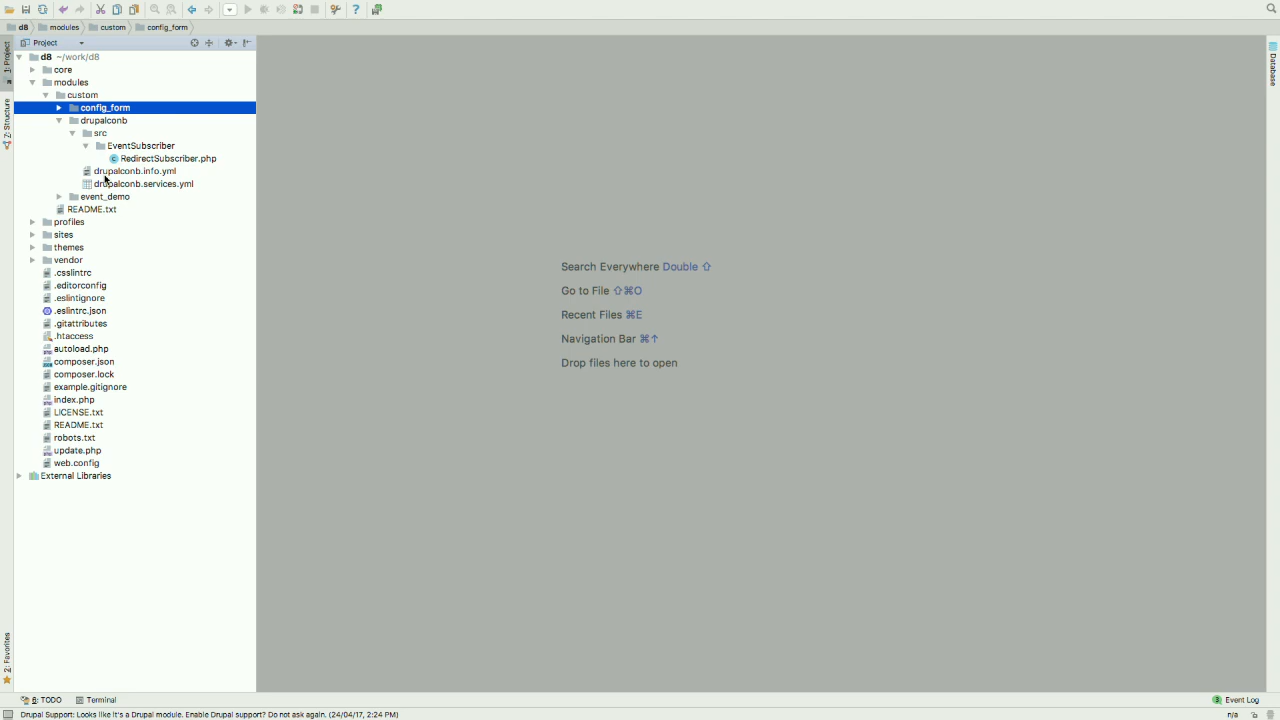 d8 modules custom config_form
Project
d8 ~/work/d8
core
modules
custom
config_form
drupalconb
src
EventSubscriber
RedirectSubscriber.php
drupalconb.info.yml
drupalconb.services.yml
event_demo
README.txt
profiles
sites
themes
vendor
.csslintrc
.editorconfig
.eslintignore
.eslintrc.json
.gitattributes
.htaccess
autoload.php
composer.json
composer.lock
example.gitignore
index.php
LICENSE.txt
README.txt
robots.txt
update.php
web.config
External Libraries
1: Project
7: Structure
2: Favorites
Search Everywhere Double ⇧
Go to File ⇧⌘O
Recent Files ⌘E
Navigation Bar ⌘↑
Drop files here to open
Database
6: TODO Terminal
3 Event Log
Drupal Support: Looks like it's a Drupal module. Enable Drupal support? Do not ask again. (24/04/17, 2:24 PM)
n/a